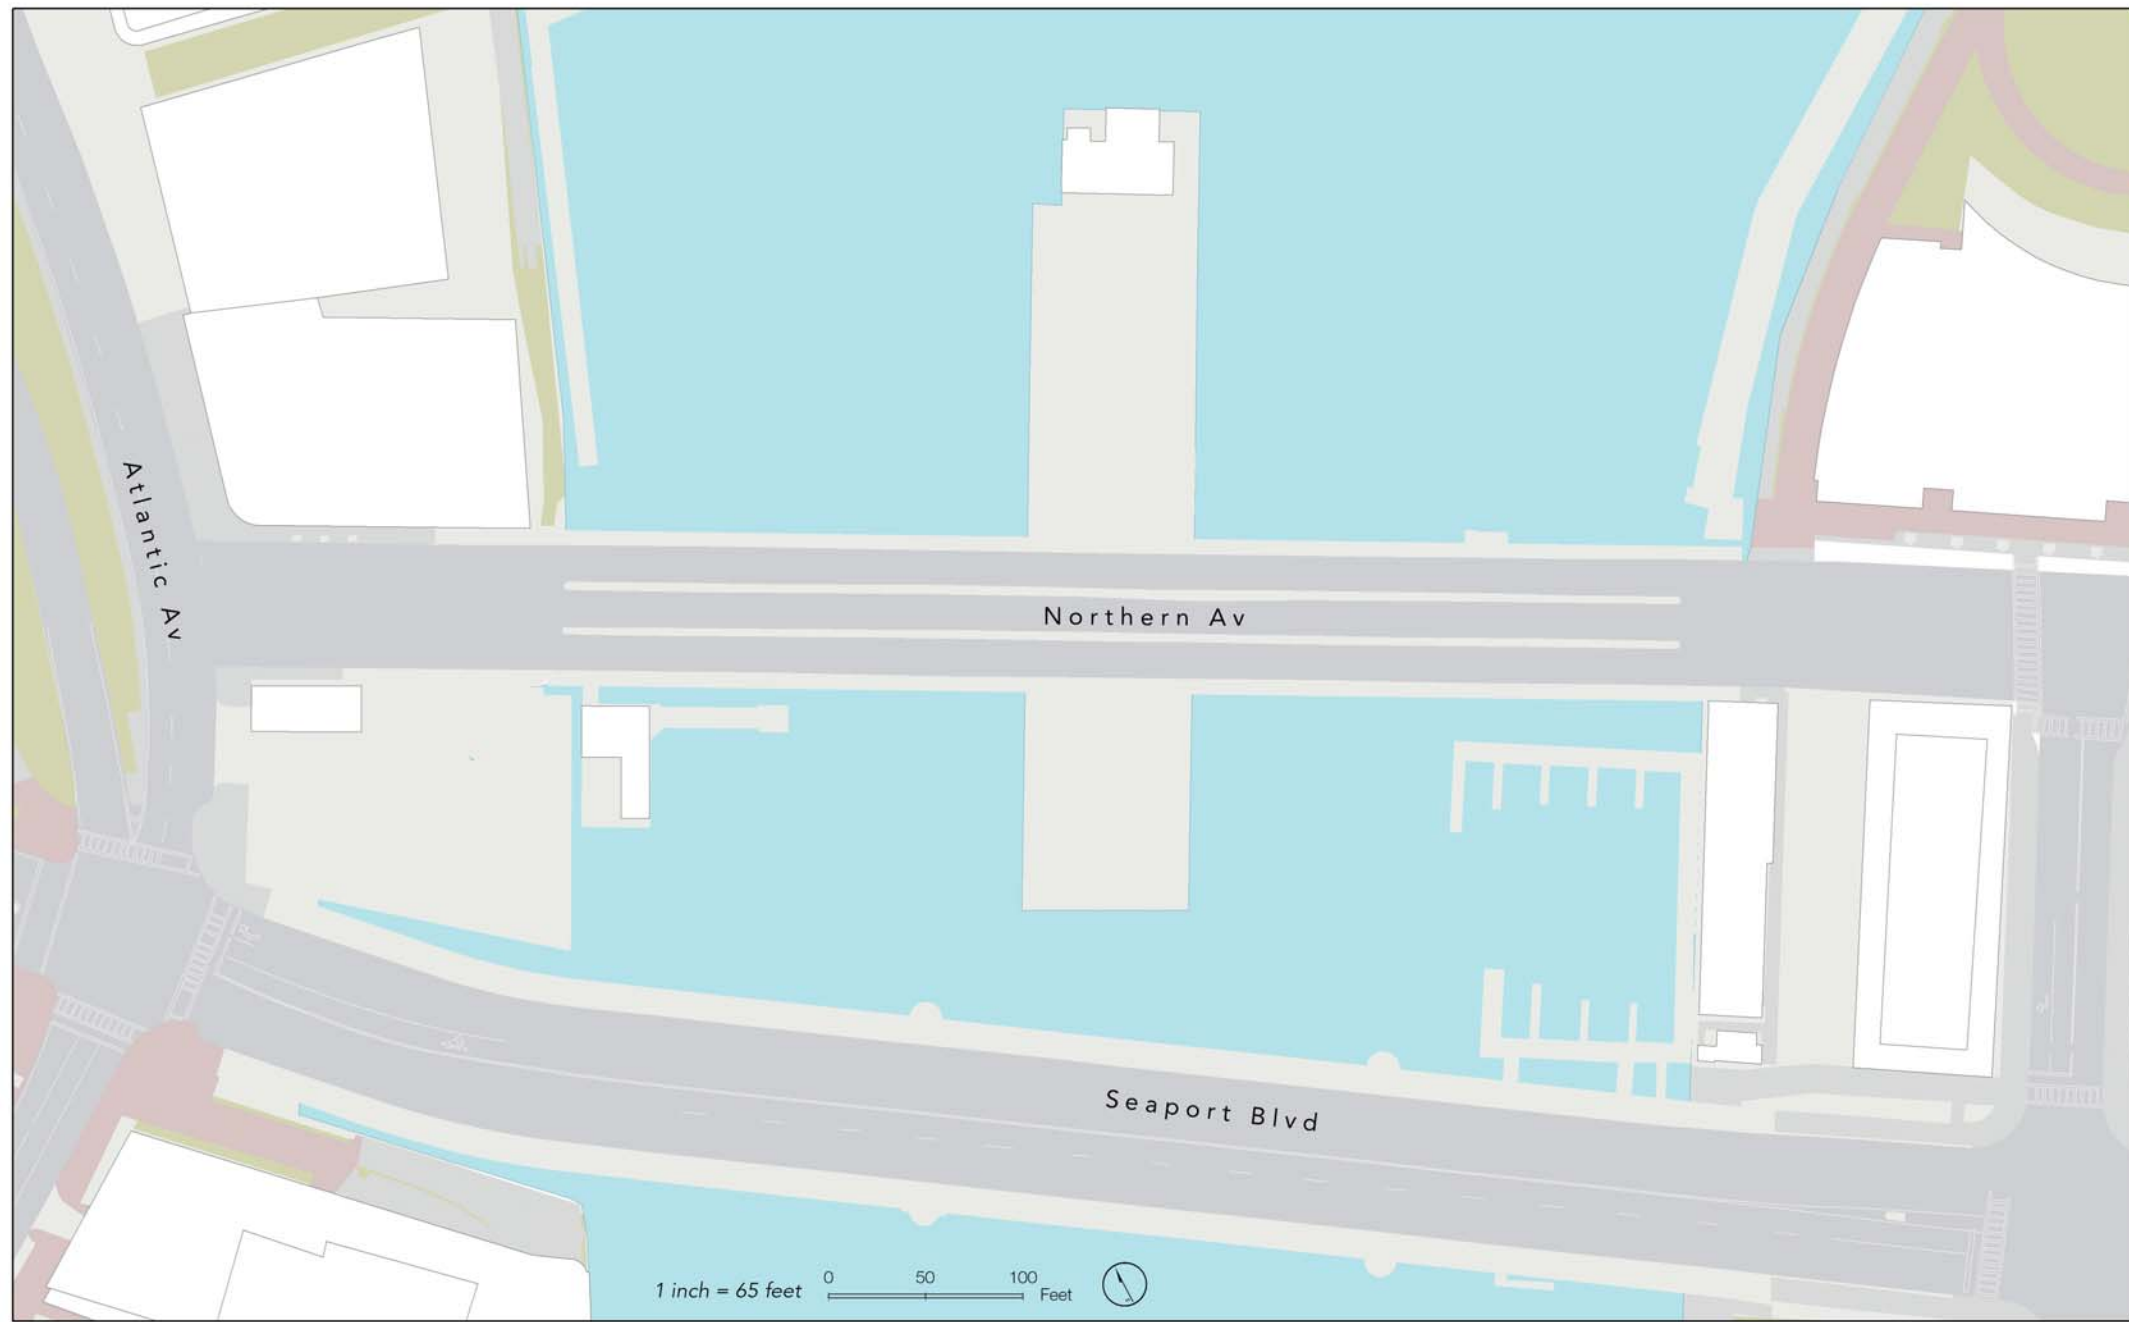 Atlantic Av
Northern Av
Seaport Blvd
1 inch = 65 feet
0 50 100
Feet